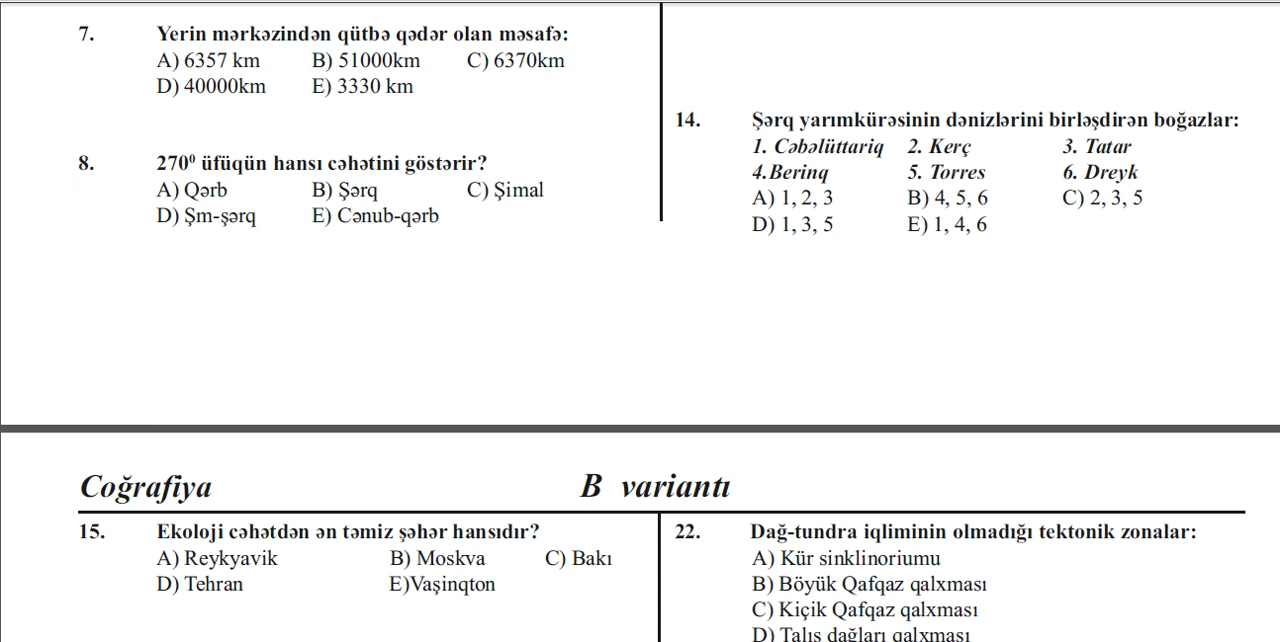 7. Yerin mərkəzindən qütbə qədər olan məsafə:
A) 6357 km B) 51000km C) 6370km
D) 40000km E) 3330 km
8. 270⁰ üfüqün hansı cəhətini göstərir?
A) Qərb B) Şərq C) Şimal
D) Şm-şərq E) Cənub-qərb
14. Şərq yarımkürəsinin dənizlərini birləşdirən boğazlar:
1. Cəbəlüttariq 2. Kerç 3. Tatar
4.Berinq 5. Torres 6. Dreyk
A) 1, 2, 3 B) 4, 5, 6 C) 2, 3, 5
D) 1, 3, 5 E) 1, 4, 6
Coğrafiya B variantı
15. Ekoloji cəhətdən ən təmiz şəhər hansıdır?
A) Reykyavik B) Moskva C) Bakı
D) Tehran E)Vaşinqton
22. Dağ-tundra iqliminin olmadığı tektonik zonalar:
A) Kür sinklinoriumu
B) Böyük Qafqaz qalxması
C) Kiçik Qafqaz qalxması
D) Talış dağları qalxması